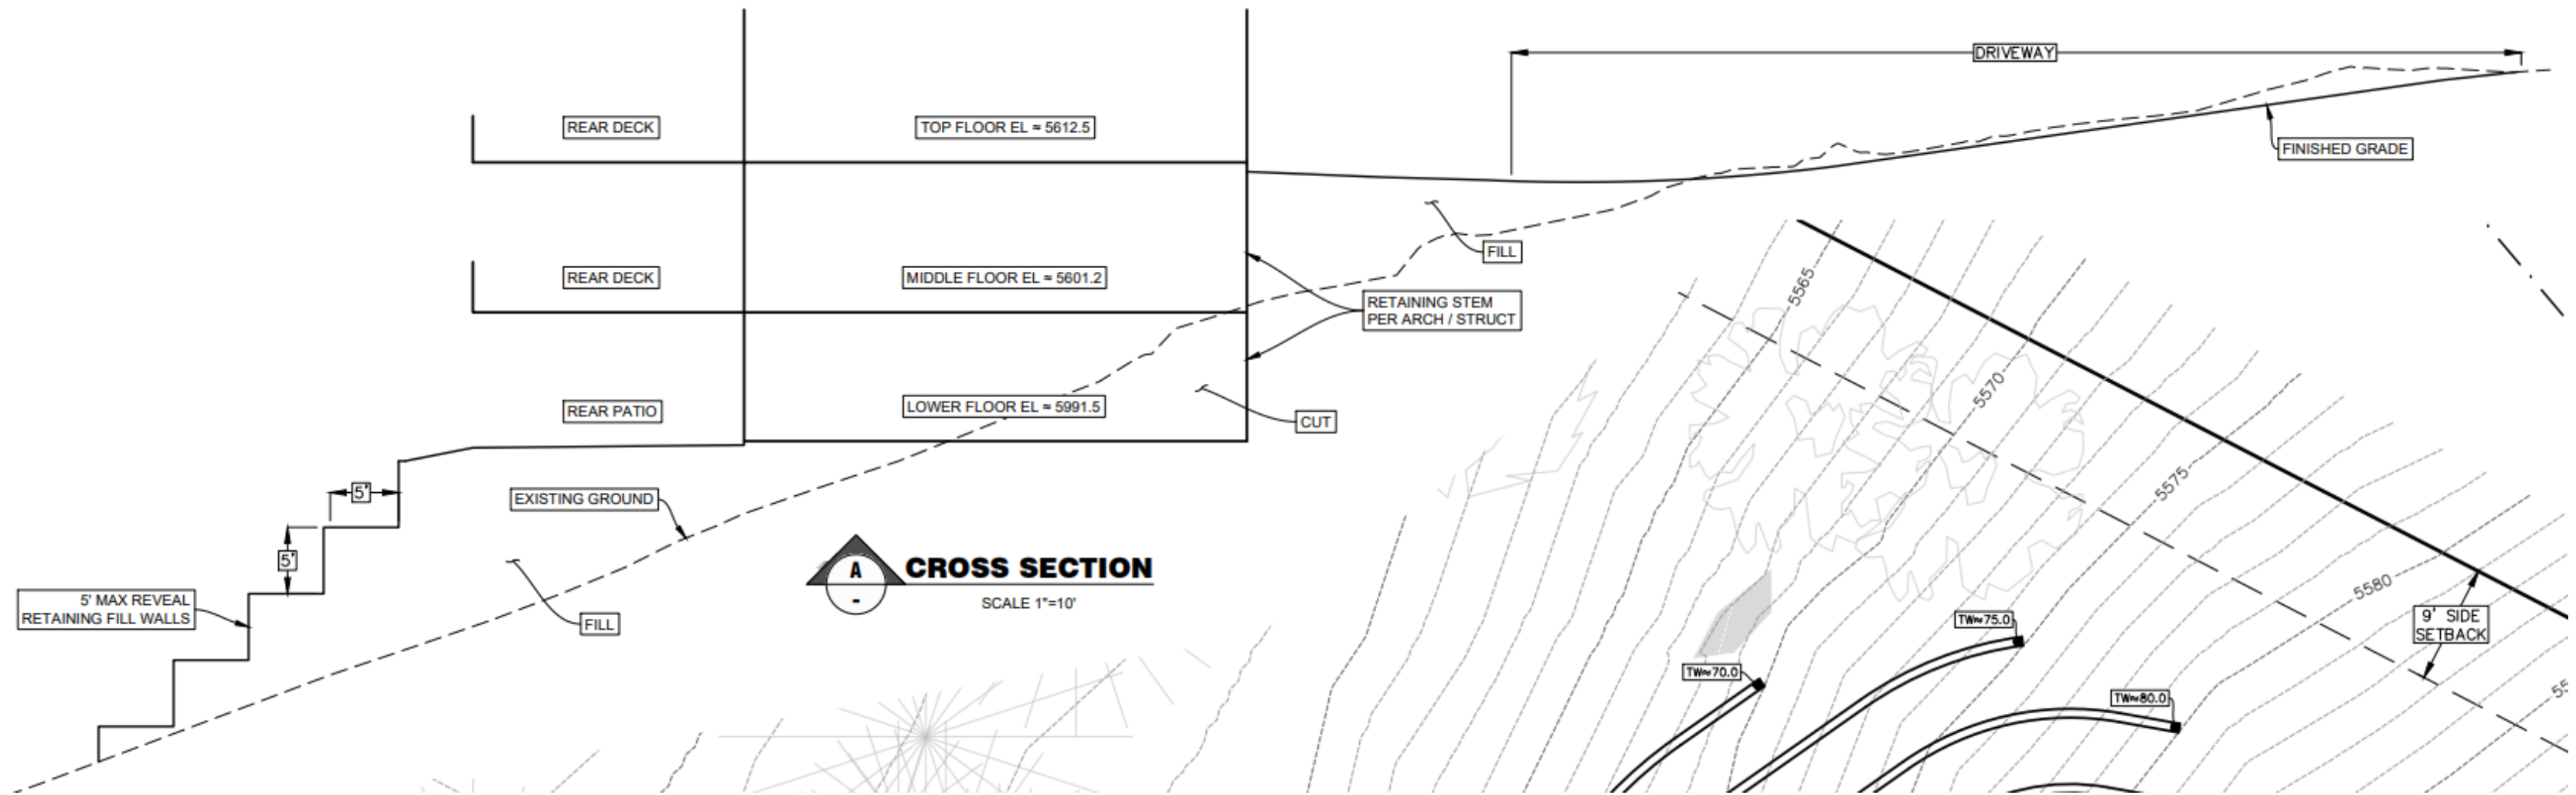 DRIVEWAY
REAR DECK
TOP FLOOR EL ≈ 5612.5
FINISHED GRADE
FILL
REAR DECK
MIDDLE FLOOR EL ≈ 5601.2
RETAINING STEM
PER ARCH / STRUCT
5565
5570
REAR PATIO
LOWER FLOOR EL ≈ 5991.5
CUT
5'
EXISTING GROUND
5575
5'
A
-
CROSS SECTION
SCALE 1"=10'
5' MAX REVEAL
RETAINING FILL WALLS
FILL
5580
9' SIDE
SETBACK
TW≈75.0
TW≈70.0
TW≈80.0